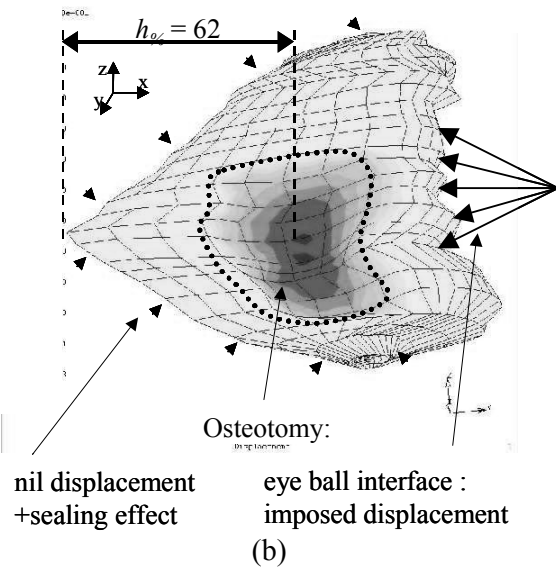 h% = 62
z
x
y
Osteotomy:
nil displacement
+sealing effect
eye ball interface :
imposed displacement
(b)